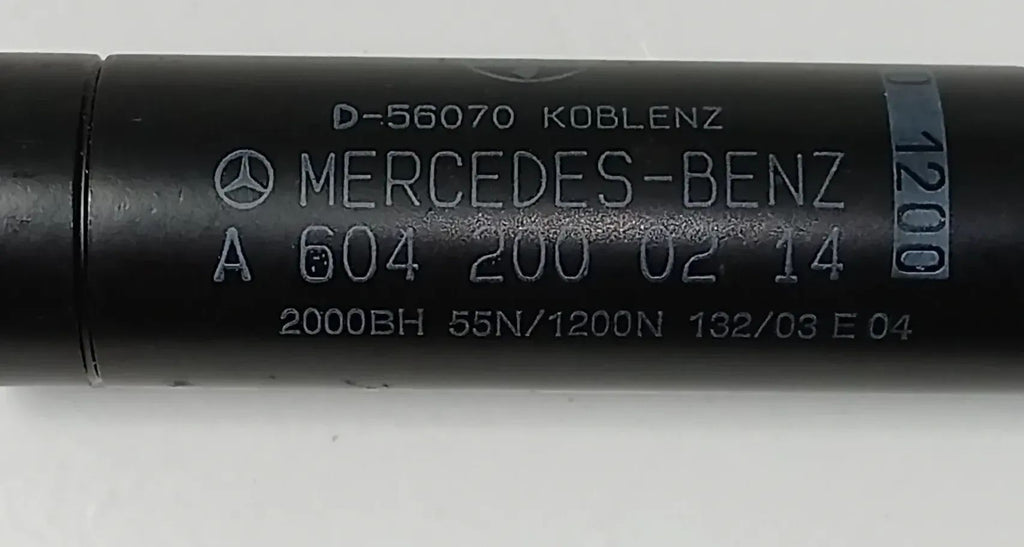 D-56070 KOBLENZ
MERCEDES-BENZ
A 604 200 02 14
2000BH 55N/1200N 132/03 E 04
1200